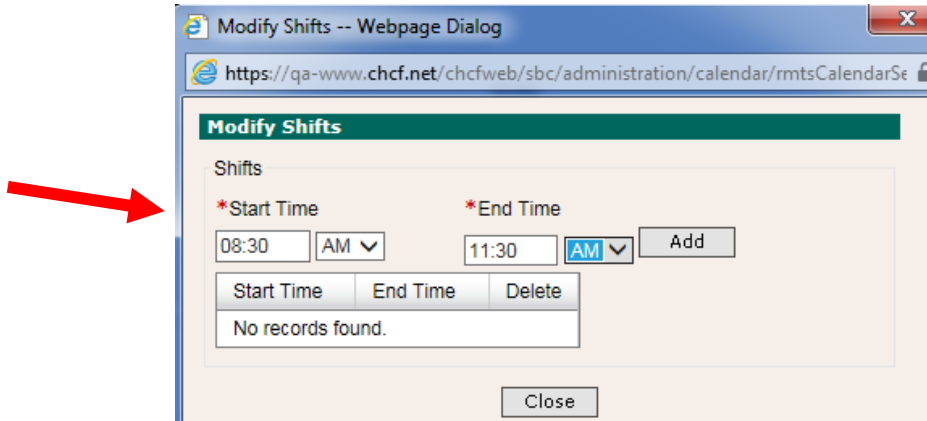 Modify Shifts -- Webpage Dialog
x
https://qa-www.chcf.net/chcfweb/sbc/administration/calendar/rmtsCalendarSe
Modify Shifts
Shifts
*Start Time *End Time
08:30 AM 11:30 AM Add
Start Time End Time Delete
No records found.
Close